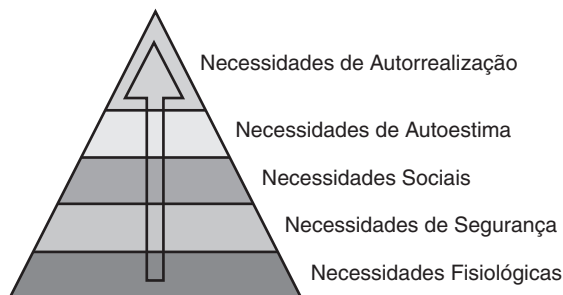 Necessidades de Autorrealização
Necessidades de Autoestima
Necessidades Sociais
Necessidades de Segurança
Necessidades Fisiológicas